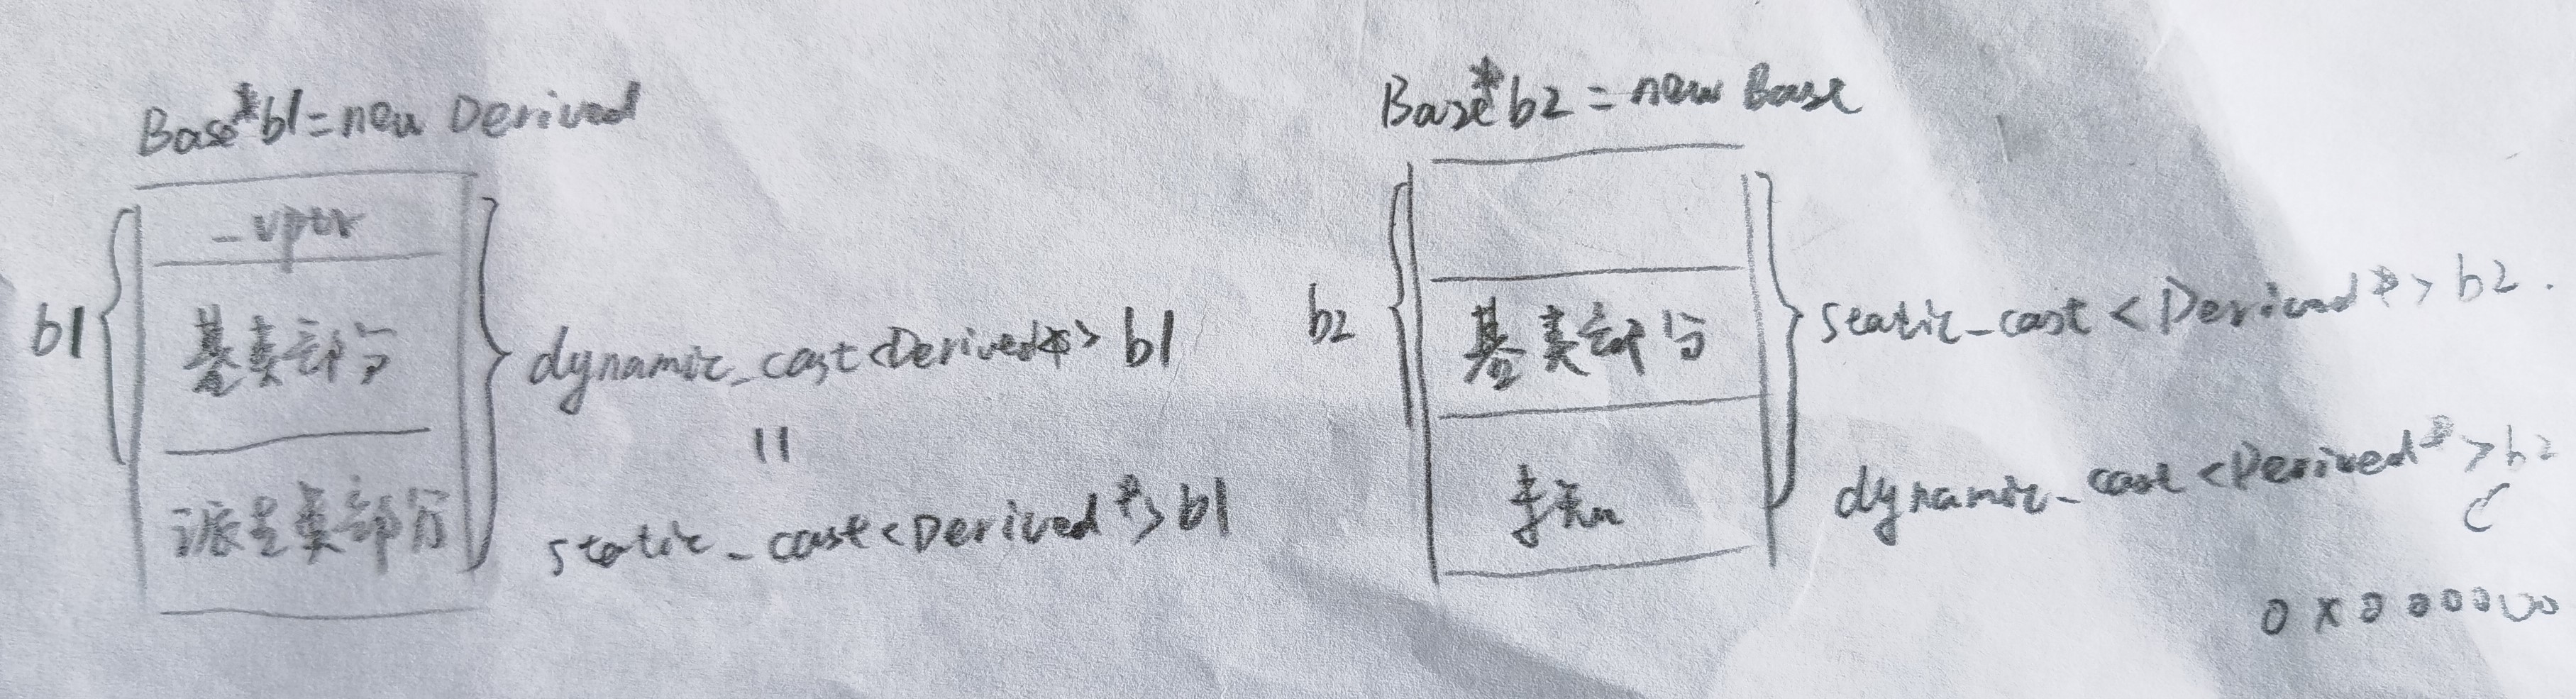 Base*b1=new Derived
_vptr
基类部分
派生类部分
b1
dynamic_cast<Derived*> b1
=
static_cast<Derived*>b1
Base*b2=new Base
b2
基类部分
未知
static_cast<Derived*>b2.
dynamic_cast<Derived*>b2
0x000000